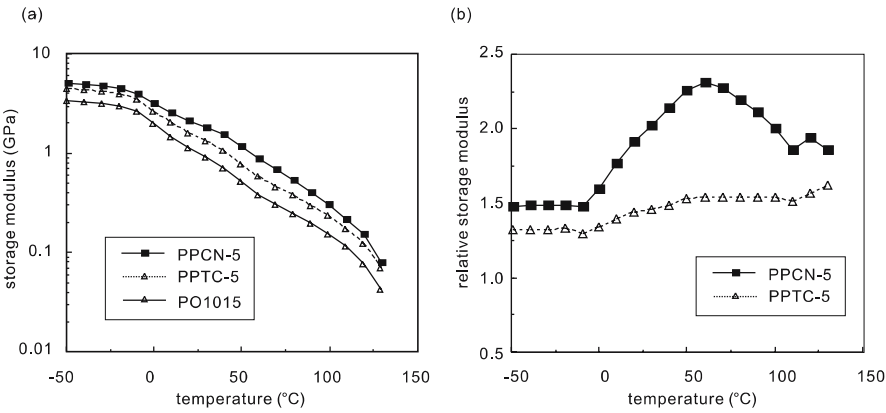 (a)
10
1
0.1
0.01
-50
0
50
100
150
storage modulus (GPa)
temperature (°C)
PPCN-5
PPTC-5
PO1015
(b)
2.5
2.0
1.5
1.0
0.5
-50
0
50
100
150
relative storage modulus
temperature (°C)
PPCN-5
PPTC-5